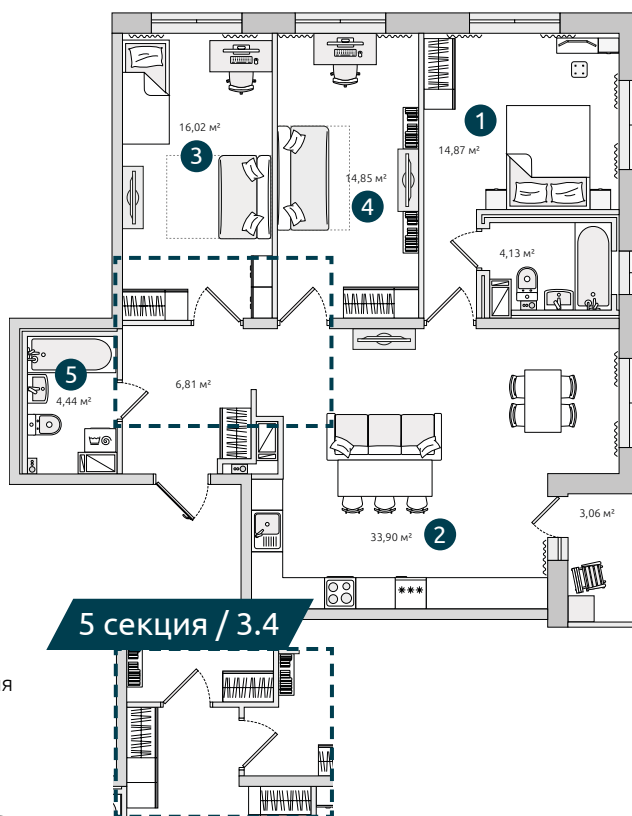 1
16,02 м²
3
14,87 м²
14,85 м²
4
4,13 м²
5
4,44 м²
6,81 м²
3,06 м²
33,90 м²
2
5 секция / 3.4
ия